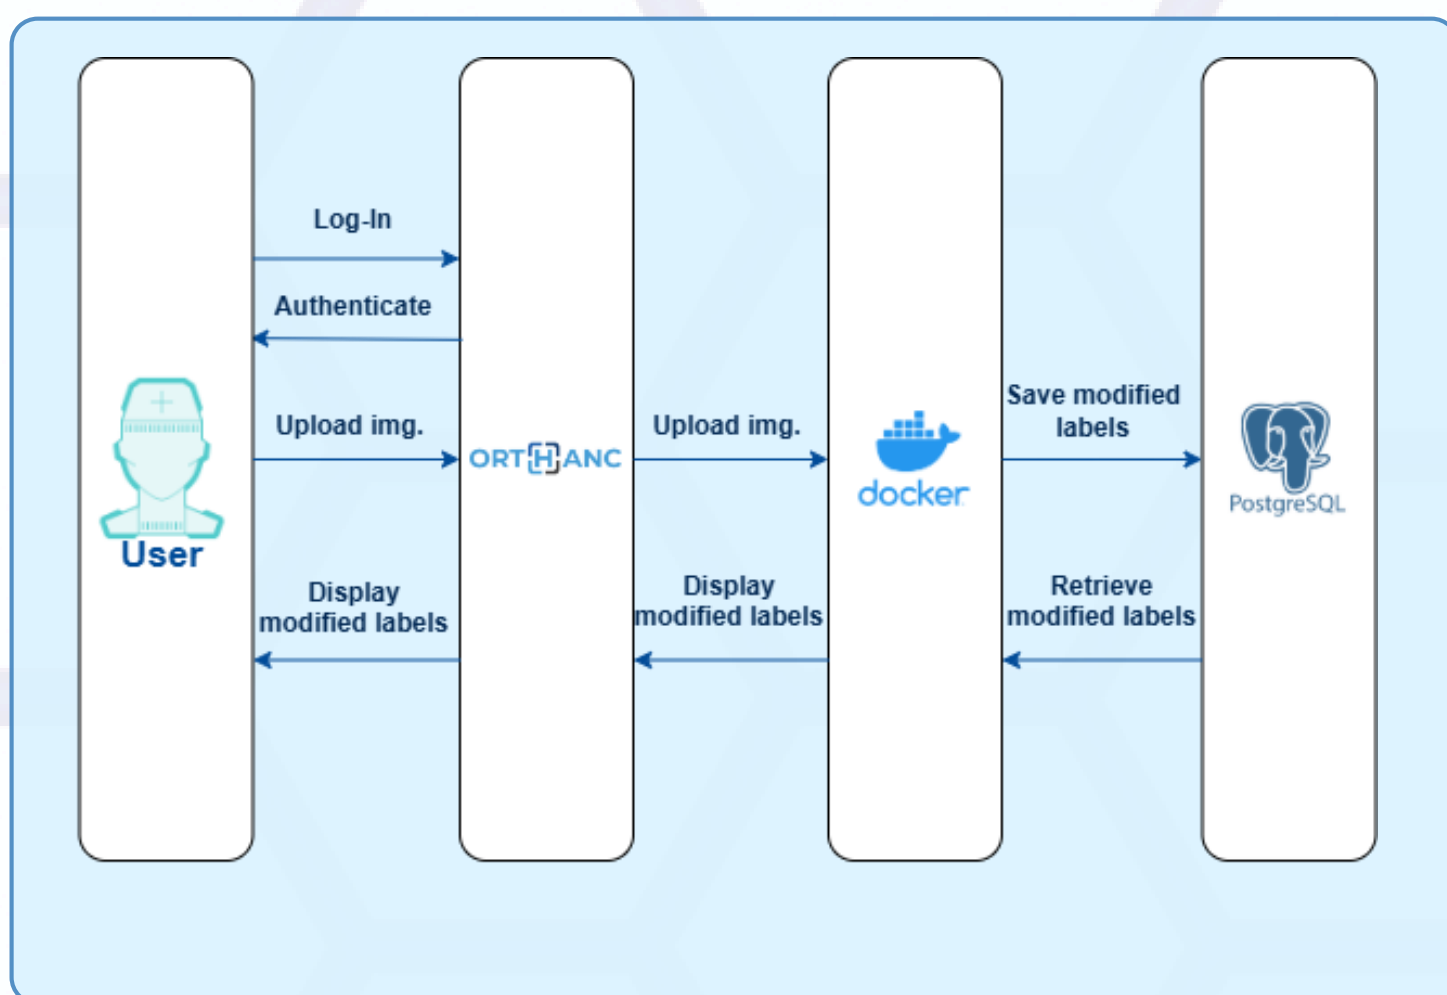 Log-In
Authenticate
Upload img.
Upload img.
Save modified
labels
ORTHANC
docker
PostgreSQL
User
Display
modified labels
Display
modified labels
Retrieve
modified labels